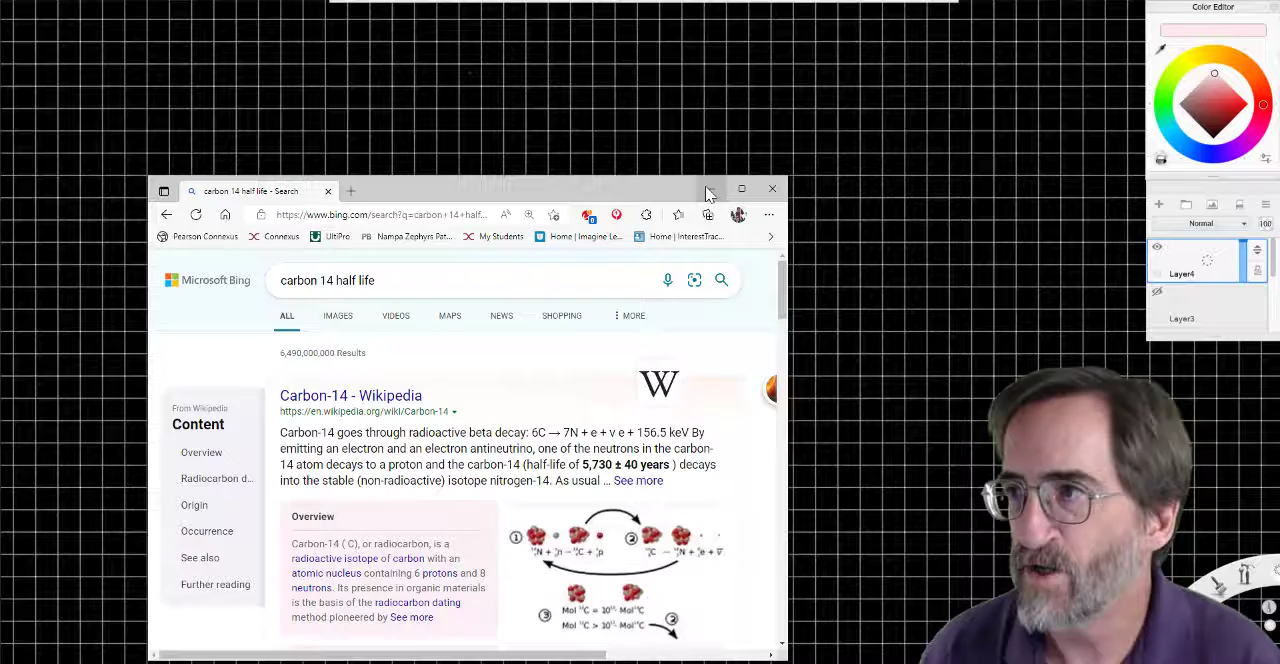 Color Editor
carbon 14 half life - Search
https://www.bing.com/search?q=carbon+14+half...
Pearson Connexus
Connexus
UltiPro
PB Nampa Zephyrs Pat...
My Students
Home | Imagine Le...
Home | InterestTrac...
Normal
100
Layer4
Layer3
Microsoft Bing
carbon 14 half life
ALL
IMAGES
VIDEOS
MAPS
NEWS
SHOPPING
MORE
6,490,000,000 Results
From Wikipedia
Content
Overview
Radiocarbon d...
Origin
Occurrence
See also
Further reading
W
Carbon-14 - Wikipedia
https://en.wikipedia.org/wiki/Carbon-14
Carbon-14 goes through radioactive beta decay: 6C → 7N + e + ν e + 156.5 keV By
emitting an electron and an electron antineutrino, one of the neutrons in the carbon-
14 atom decays to a proton and the carbon-14 (half-life of 5,730 ± 40 years ) decays
into the stable (non-radioactive) isotope nitrogen-14. As usual ... See more
Overview
Carbon-14 ( C), or radiocarbon, is a
radioactive isotope of carbon with an
atomic nucleus containing 6 protons and 8
neutrons. Its presence in organic materials
is the basis of the radiocarbon dating
method pioneered by See more